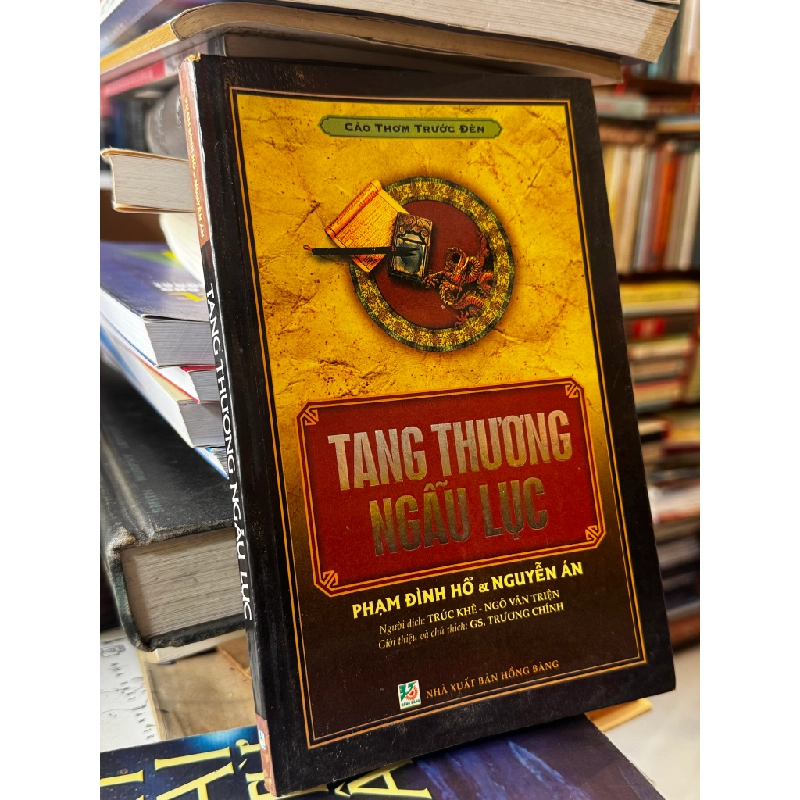 CẢO THƠM TRƯỚC ĐÈN
TANG THƯƠNG
NGẪU LỤC
PHẠM ĐÌNH HỔ & NGUYỄN ÁN
Người dịch: TRÚC KHÊ - NGÔ VĂN TRIỆN
Giới thiệu và chú thích: GS. TRƯƠNG CHÍNH
NHÀ XUẤT BẢN HỒNG BÀNG
TANG THƯƠNG NGẪU LỤC